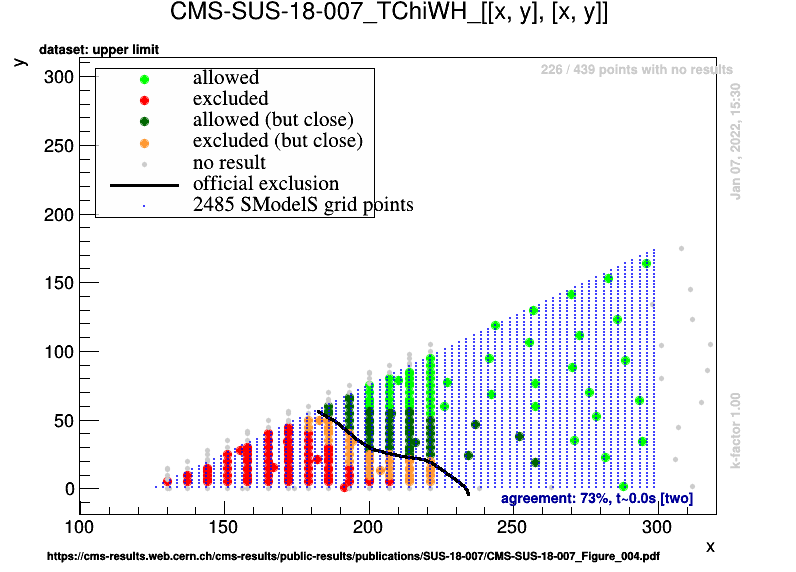 CMS-SUS-18-007_TChiWH_[[x, y], [x, y]]
dataset: upper limit
y
226 / 439 points with no results
allowed
excluded
allowed (but close)
excluded (but close)
no result
official exclusion
2485 SModelS grid points
Jan 07, 2022, 15:30
k-factor 1.00
300
250
200
150
100
50
0
agreement: 73%, t~0.0s [two]
100 150 200 250 300
x
https://cms-results.web.cern.ch/cms-results/public-results/publications/SUS-18-007/CMS-SUS-18-007_Figure_004.pdf